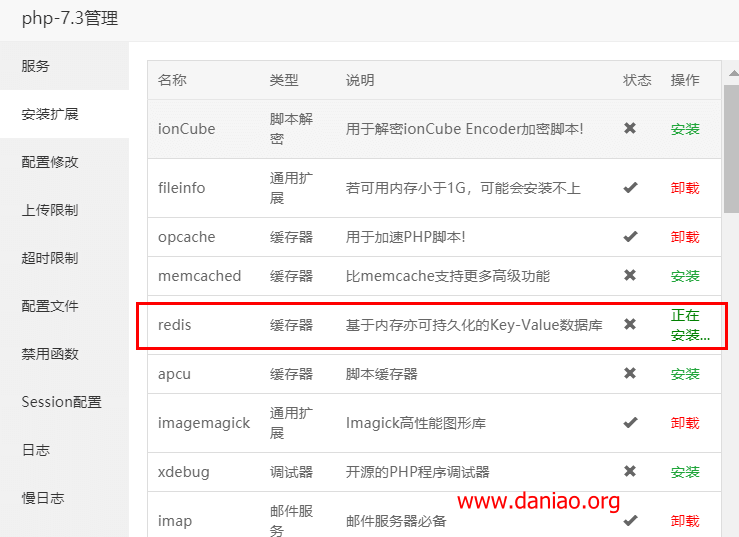 php-7.3管理
服务
安装扩展
配置修改
上传限制
超时限制
配置文件
禁用函数
Session配置
日志
慢日志
名称 类型 说明 状态 操作
ionCube 脚本解密 用于解密ionCube Encoder加密脚本! ✖ 安装
fileinfo 通用扩展 若可用内存小于1G，可能会安装不上 ✔ 卸载
opcache 缓存器 用于加速PHP脚本! ✔ 卸载
memcached 缓存器 比memcache支持更多高级功能 ✖ 安装
redis 缓存器 基于内存亦可持久化的Key-Value数据库 ✖ 正在安装...
apcu 缓存器 脚本缓存器 ✖ 安装
imagemagick 通用扩展 Imagick高性能图形库 ✔ 卸载
xdebug 调试器 开源的PHP程序调试器 ✖ 安装
imap 邮件服务 邮件服务器必备 ✔ 卸载
www.daniao.org